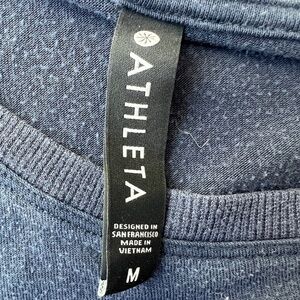 ATHLETA
DESIGNED IN
SAN FRANCISCO
MADE IN
VIETNAM
M